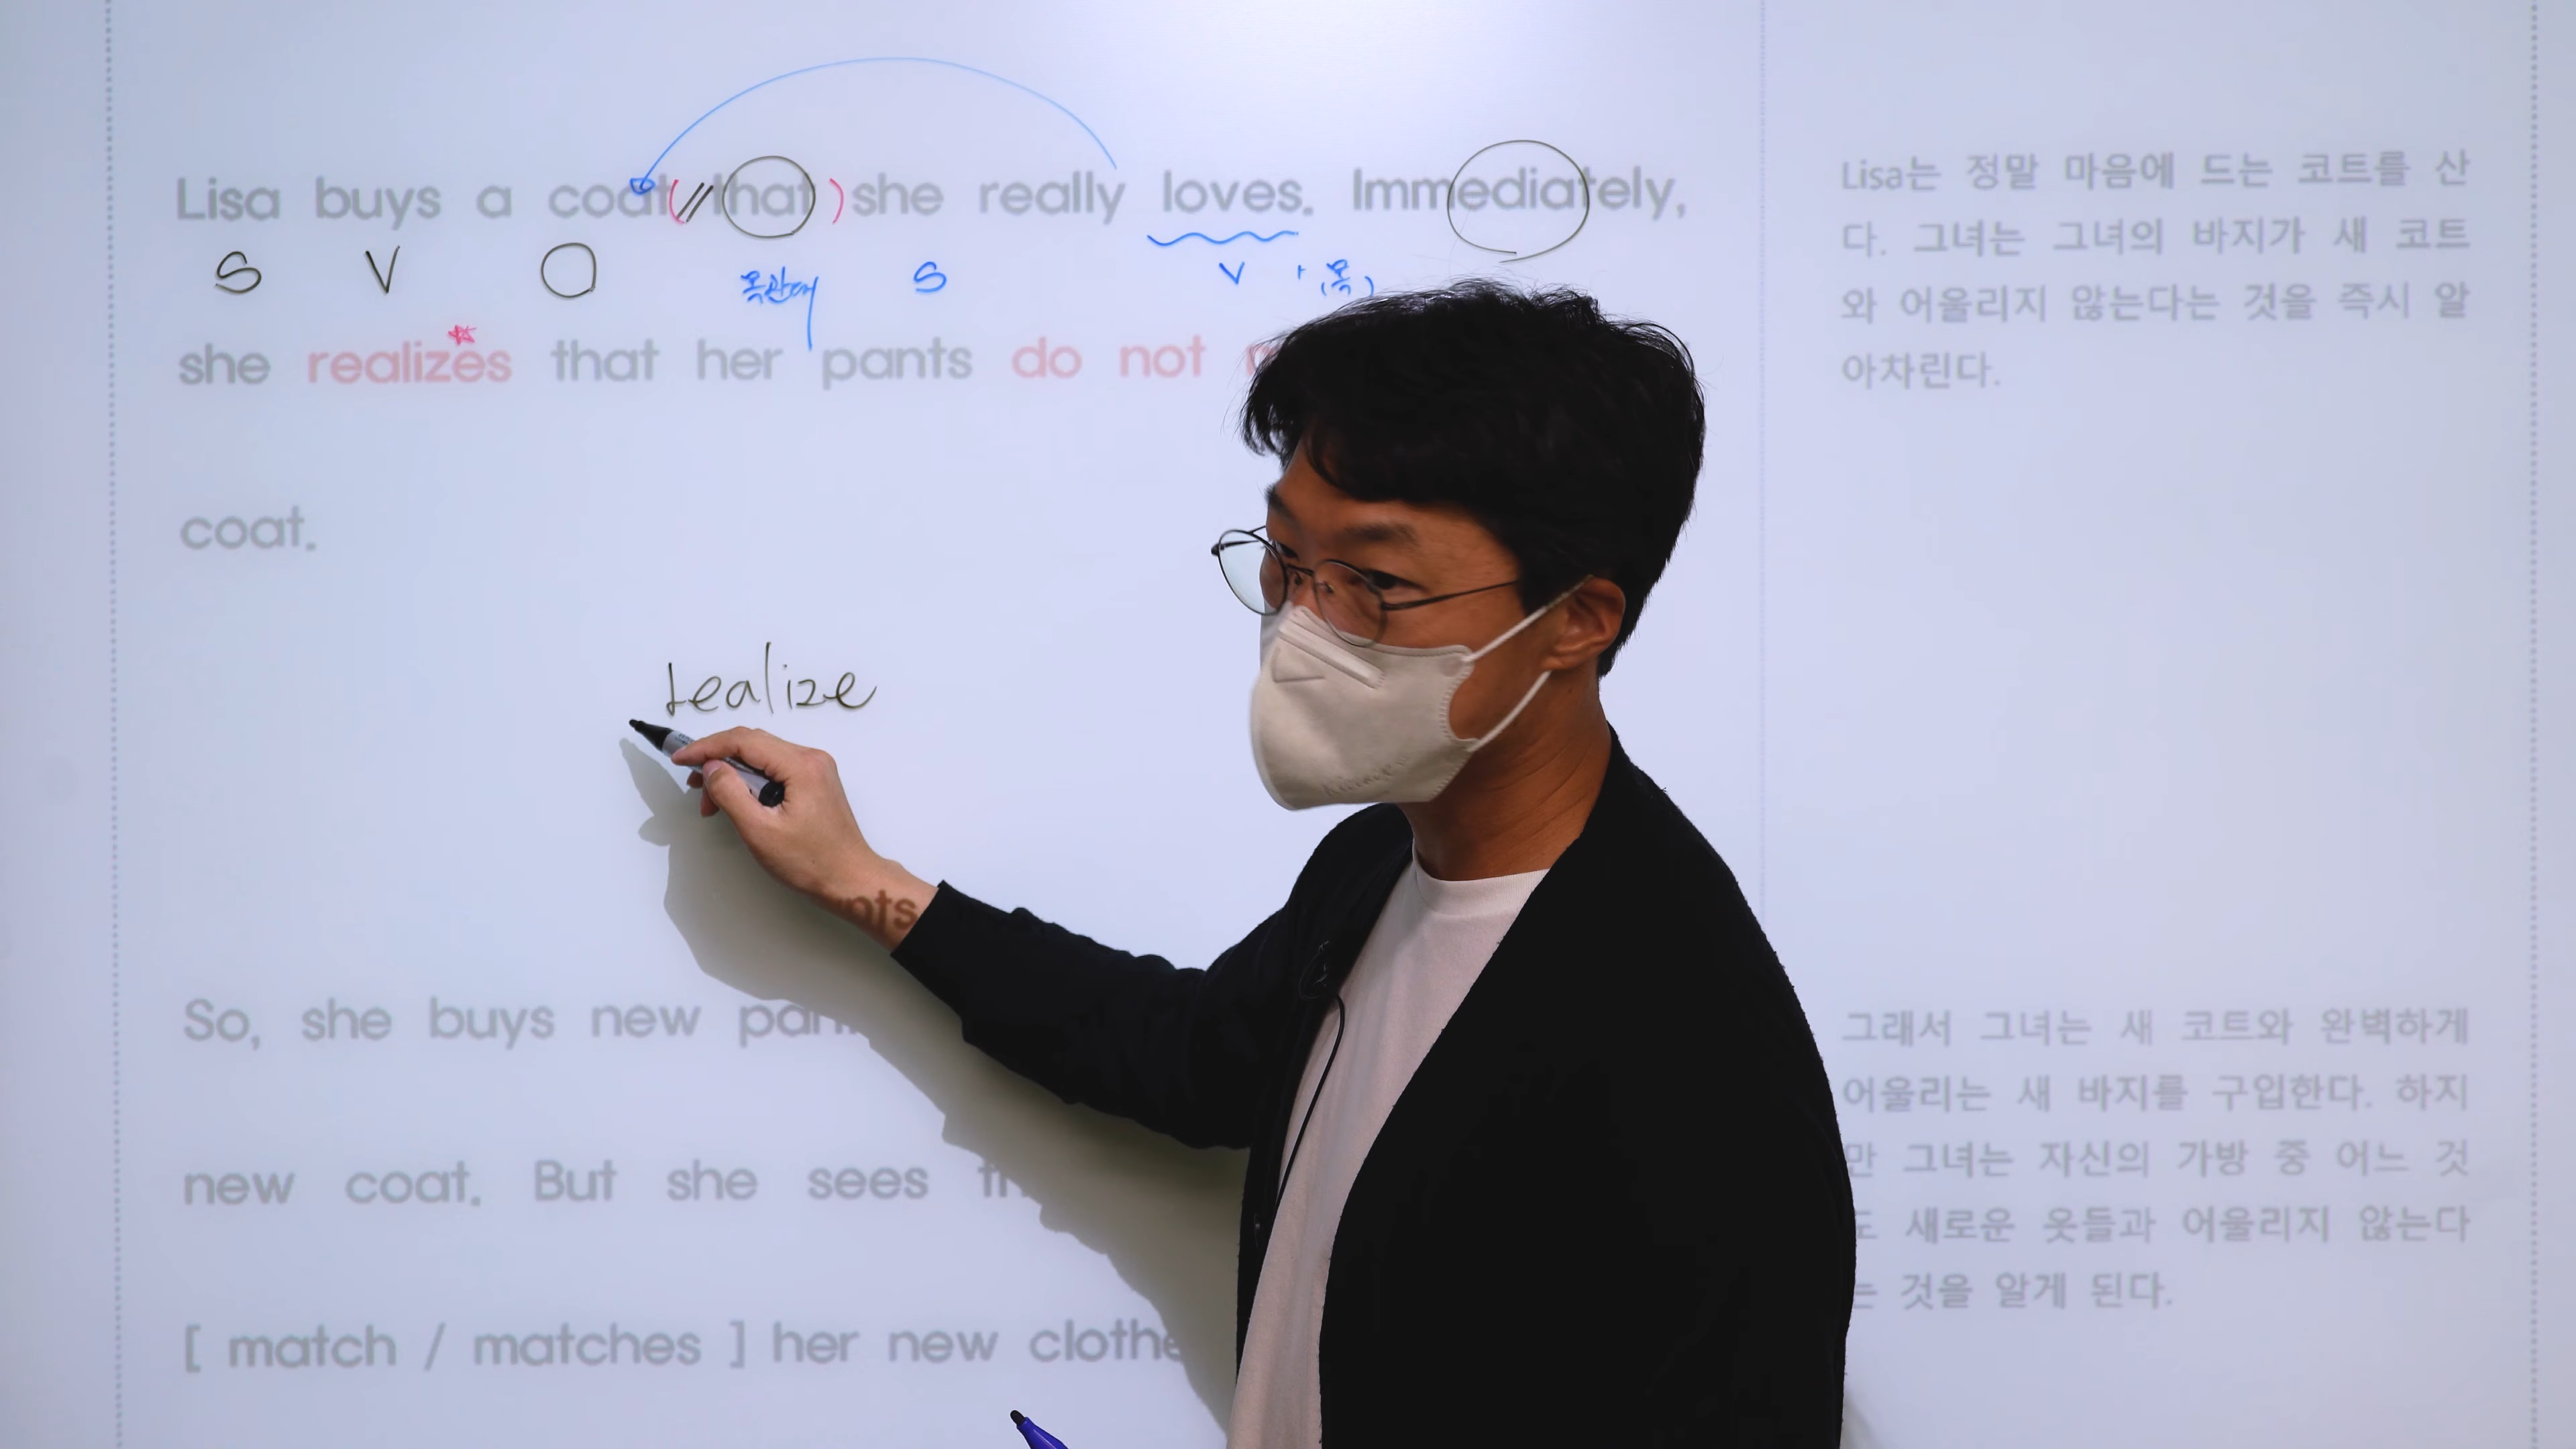 Lisa buys a coat ( // that ) she really loves. Immediately,
S V O 목관대 S V (목)
she realizes that her pants do not
coat.
realize
So, she buys new
new coat. But she sees
[ match / matches ] her new
Lisa는 정말 마음에 드는 코트를 산
다. 그녀는 그녀의 바지가 새 코트
와 어울리지 않는다는 것을 즉시 알
아차린다.
그래서 그녀는 새 코트와 완벽하게
어울리는 새 바지를 구입한다. 하지
만 그녀는 자신의 가방 중 어느 것
도 새로운 옷들과 어울리지 않는다
는 것을 알게 된다.